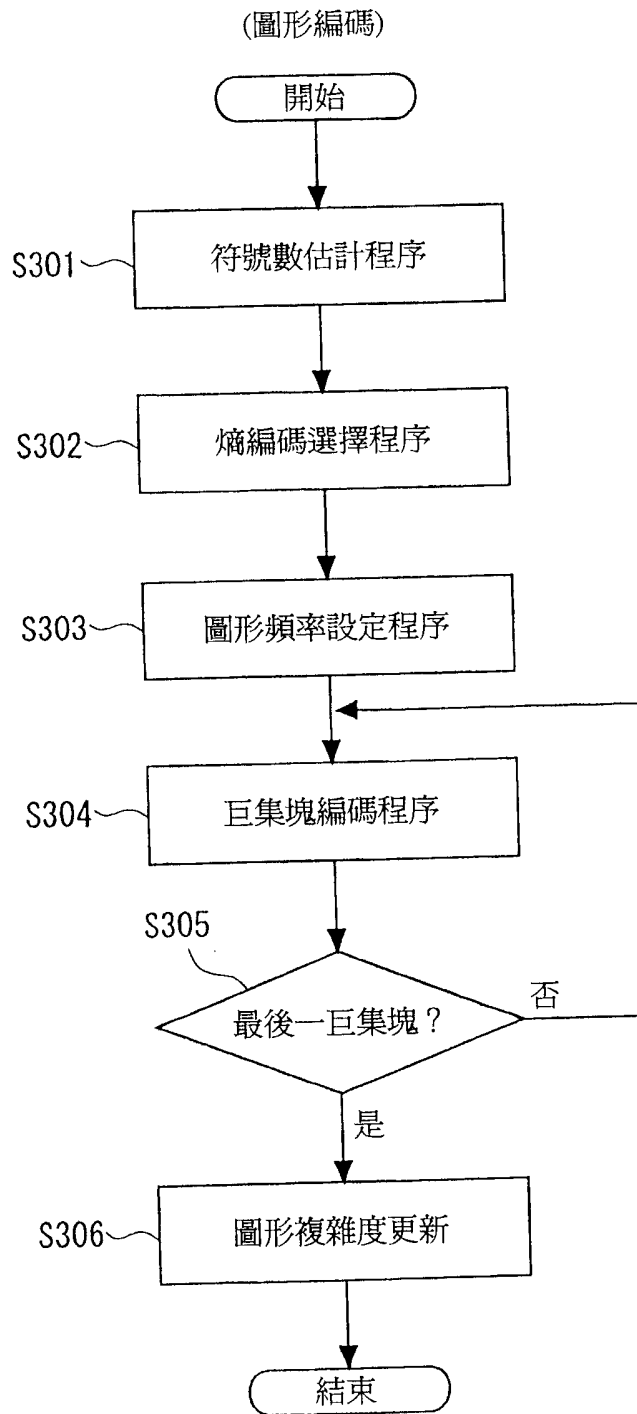 (圖形編碼)
開始
S301
符號數估計程序
S302
熵編碼選擇程序
S303
圖形頻率設定程序
S304
巨集塊編碼程序
S305
最後一巨集塊？
否
是
S306
圖形複雜度更新
結束